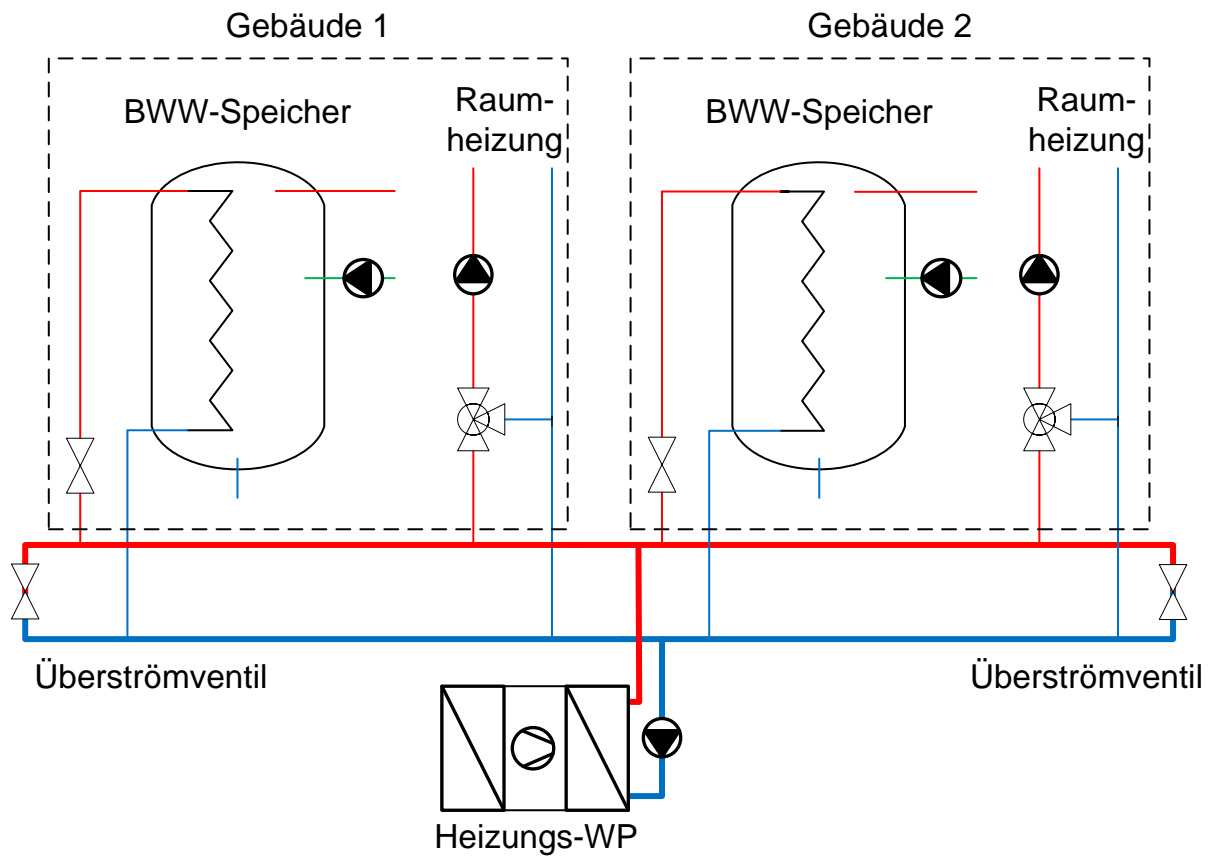 Gebäude 1
Gebäude 2
BWW-Speicher
Raum-
heizung
BWW-Speicher
Raum-
heizung
Überströmventil
Überströmventil
Heizungs-WP